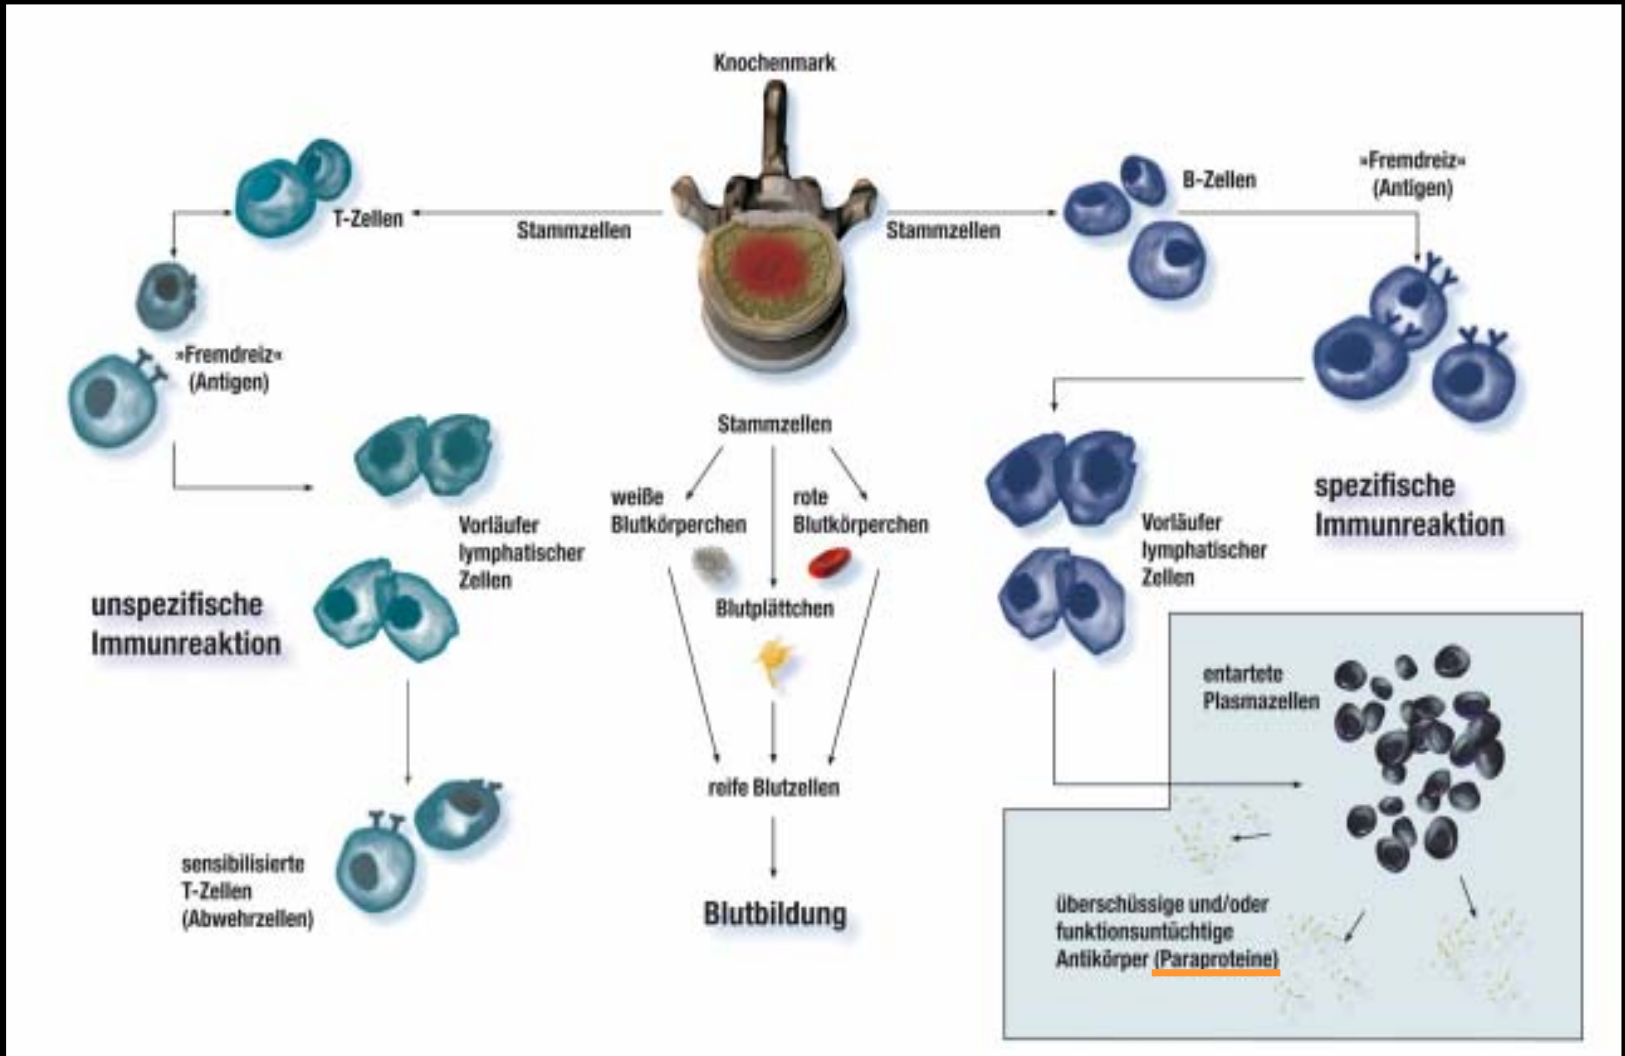 Knochenmark
T-Zellen
Stammzellen
Stammzellen
B-Zellen
»Fremdreiz«
(Antigen)
»Fremdreiz«
(Antigen)
Vorläufer
lymphatischer
Zellen
unspezifische
Immunreaktion
sensibilisierte
T-Zellen
(Abwehrzellen)
Stammzellen
weiße
Blutkörperchen
rote
Blutkörperchen
Blutplättchen
reife Blutzellen
Blutbildung
Vorläufer
lymphatischer
Zellen
spezifische
Immunreaktion
entartete
Plasmazellen
überschüssige und/oder
funktionsuntüchtige
Antikörper (Paraproteine)